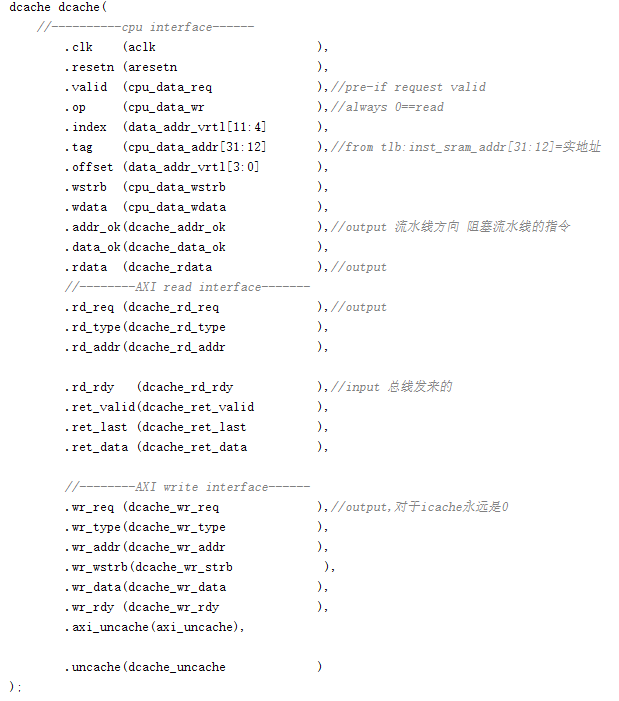 dcache dcache(
//----------cpu interface------
.clk (aclk ),
.resetn (aresetn ),
.valid (cpu_data_req ),//pre-if request valid
.op (cpu_data_wr ),//always 0==read
.index (data_addr_vrtl[11:4] ),
.tag (cpu_data_addr[31:12] ),//from tlb:inst_sram_addr[31:12]=实地址
.offset (data_addr_vrtl[3:0] ),
.wstrb (cpu_data_wstrb ),
.wdata (cpu_data_wdata ),
.addr_ok(dcache_addr_ok ),//output 流水线方向 阻塞流水线的指令
.data_ok(dcache_data_ok ),
.rdata (dcache_rdata ),//output
//--------AXI read interface-------
.rd_req (dcache_rd_req ),//output
.rd_type(dcache_rd_type ),
.rd_addr(dcache_rd_addr ),
.rd_rdy (dcache_rd_rdy ),//input 总线发来的
.ret_valid(dcache_ret_valid ),
.ret_last (dcache_ret_last ),
.ret_data (dcache_ret_data ),
//--------AXI write interface------
.wr_req (dcache_wr_req ),//output,对于icache永远是0
.wr_type(dcache_wr_type ),
.wr_addr(dcache_wr_addr ),
.wr_wstrb(dcache_wr_strb ),
.wr_data(dcache_wr_data ),
.wr_rdy (dcache_wr_rdy ),
.axi_uncache(axi_uncache),
.uncache(dcache_uncache )
);